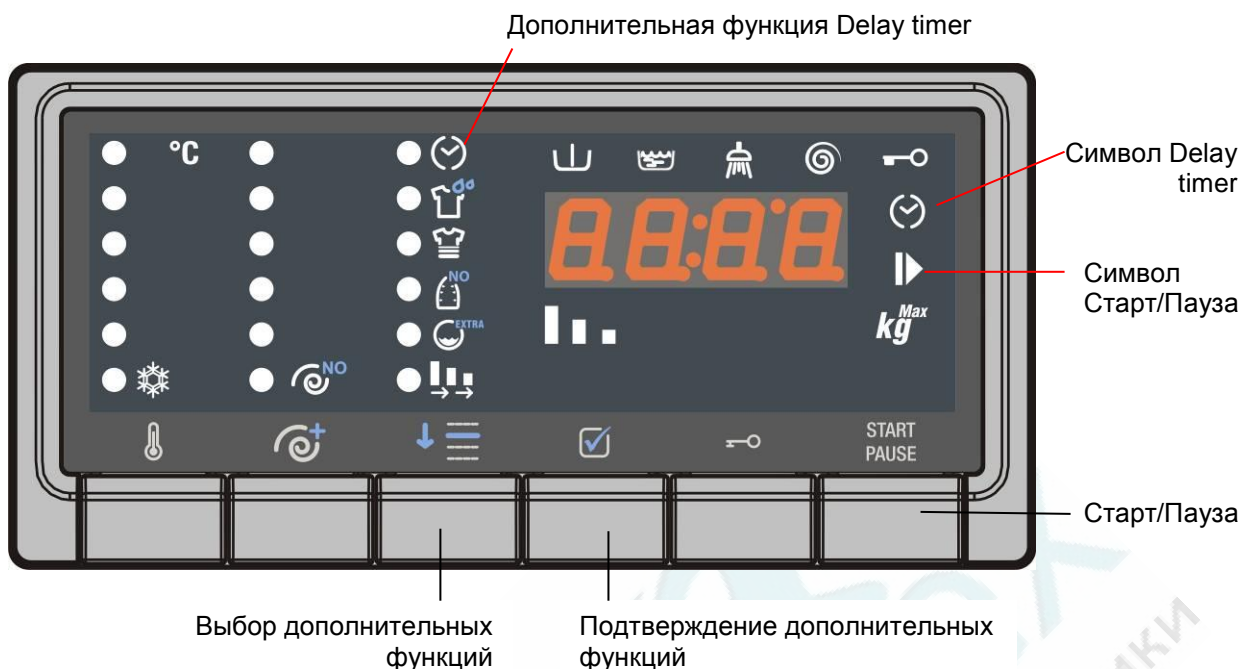 Дополнительная функция Delay timer
°C
Символ Delay
timer
NO
Символ
Старт/Пауза
EXTRA
kg Max
NO
START
PAUSE
Старт/Пауза
Выбор дополнительных
функций
Подтверждение дополнительных
функций